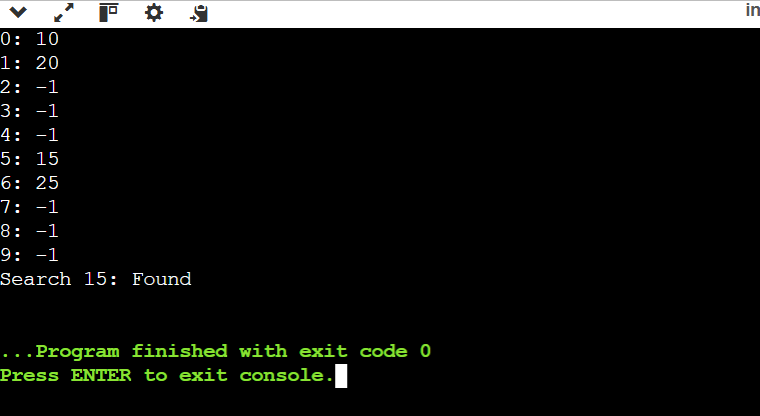 in
0: 10
1: 20
2: -1
3: -1
4: -1
5: 15
6: 25
7: -1
8: -1
9: -1
Search 15: Found
...Program finished with exit code 0
Press ENTER to exit console.